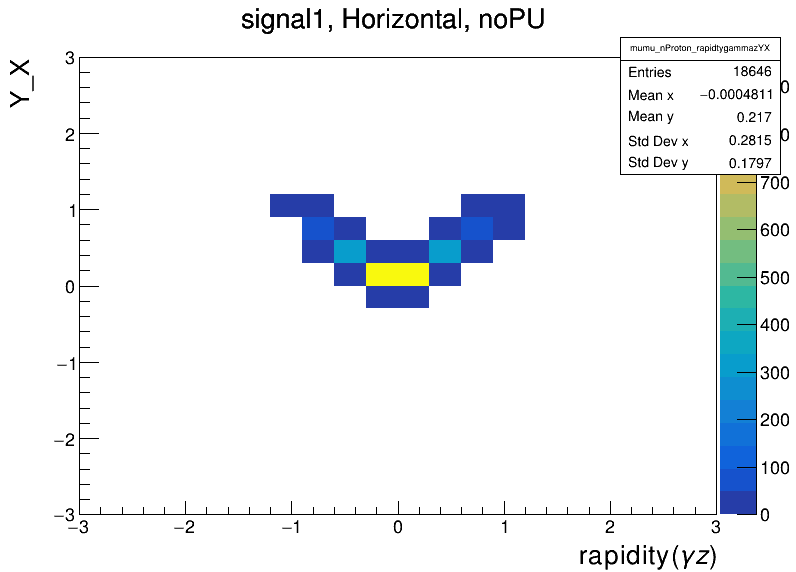 signal1, Horizontal, noPU
mumu_nProton_rapidtygammazYX
Entries 18646
Mean x −0.0004811
Mean y 0.217
Std Dev x 0.2815
Std Dev y 0.1797
Y_X
3
2
1
0
−1
−2
−3
−3 −2 −1 0 1 2 3
rapidity(γz)
700
600
500
400
300
200
100
0